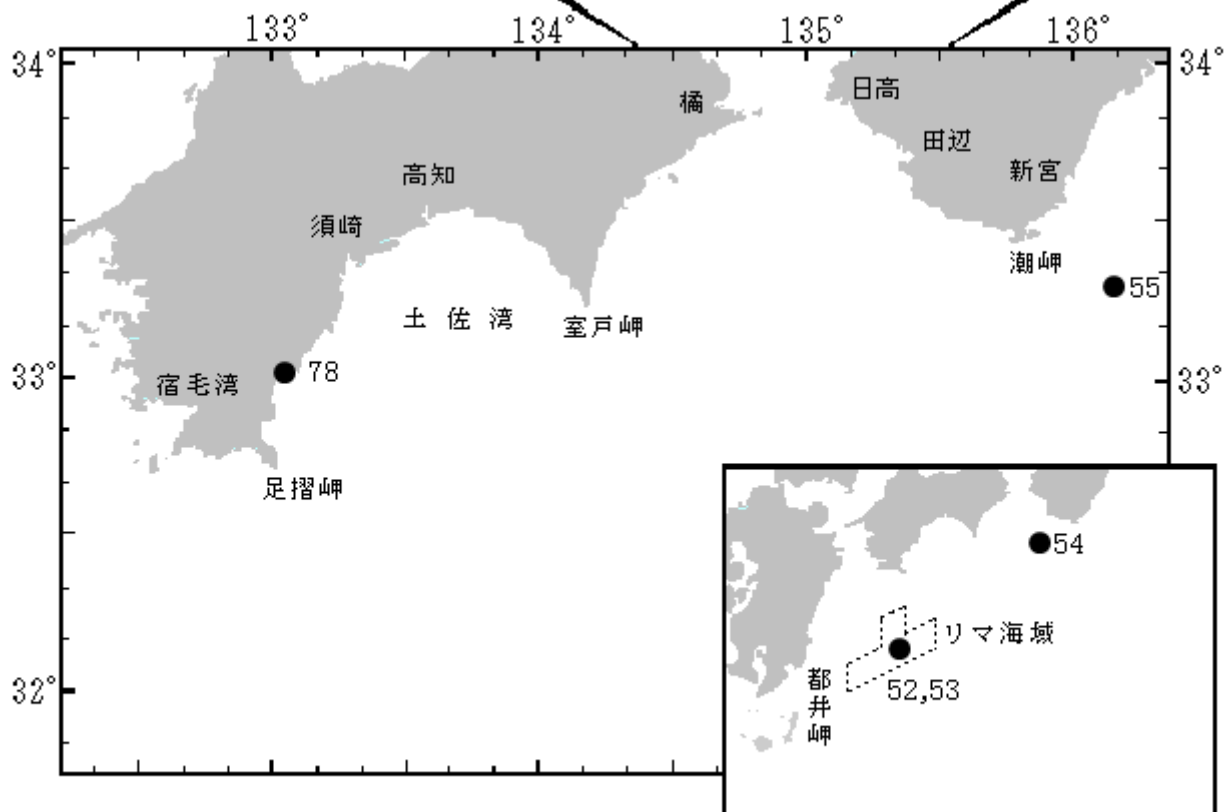 133° 134° 135° 136°
34° 34°
日高
橘
田辺
高知
新宮
須崎
潮岬
55
土佐湾 室戸岬
33° 78 33°
宿毛湾
足摺岬
54
リマ海域
32°
都井岬
52,53